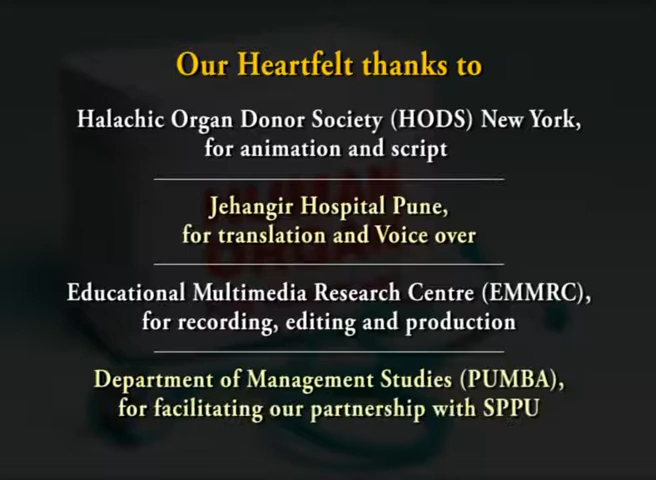 Our Heartfelt thanks to
Halachic Organ Donor Society (HODS) New York,
for animation and script
Jehangir Hospital Pune,
for translation and Voice over
Educational Multimedia Research Centre (EMMRC),
for recording, editing and production
Department of Management Studies (PUMBA),
for facilitating our partnership with SPPU